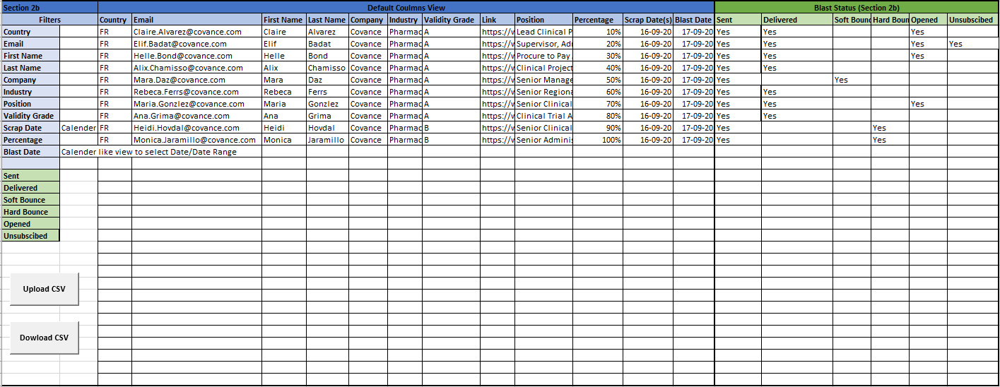 Section 2b Default Coulmns View Blast Status (Section 2b)
Filters Country Email First Name Last Name Company Industry Validity Grade Link Position Percentage Scrap Date(s) Blast Date Sent Delivered Soft Bounc Hard Boun Opened Unsubscibed
Country FR Claire.Alvarez@covance.com Claire Alvarez Covance Pharmac A https://w Lead Clinical P 10% 16-09-20 17-09-20 Yes Yes Yes
Email FR Elif.Badat@covance.com Elif Badat Covance Pharmac A https://w Supervisor, Ad 20% 16-09-20 17-09-20 Yes Yes Yes Yes
First Name FR Helle.Bond@covance.com Helle Bond Covance Pharmac A https://w Procure to Pay 30% 16-09-20 17-09-20 Yes Yes Yes
Last Name FR Alix.Chamisso@covance.com Alix Chamisso Covance Pharmac A https://w Clinical Project 40% 16-09-20 17-09-20 Yes Yes
Company FR Mara.Daz@covance.com Mara Daz Covance Pharmac A https://w Senior Manage 50% 16-09-20 17-09-20 Yes Yes
Industry FR Rebeca.Ferrs@covance.com Rebeca Ferrs Covance Pharmac A https://w Senior Regiona 60% 16-09-20 17-09-20 Yes Yes
Position FR Maria.Gonzlez@covance.com Maria Gonzlez Covance Pharmac A https://w Senior Clinical 70% 16-09-20 17-09-20 Yes Yes Yes
Validity Grade FR Ana.Grima@covance.com Ana Grima Covance Pharmac A https://w Clinical Trial A 80% 16-09-20 17-09-20 Yes Yes
Scrap Date Calender FR Heidi.Hovdal@covance.com Heidi Hovdal Covance Pharmac B https://w Senior Clinical 90% 16-09-20 17-09-20 Yes Yes
Percentage FR Monica.Jaramillo@covance.com Monica Jaramillo Covance Pharmac B https://w Senior Adminis 100% 16-09-20 17-09-20 Yes Yes
Blast Date Calender like view to select Date/Date Range
Sent
Delivered
Soft Bounce
Hard Bounce
Opened
Unsubscibed
Upload CSV
Dowload CSV